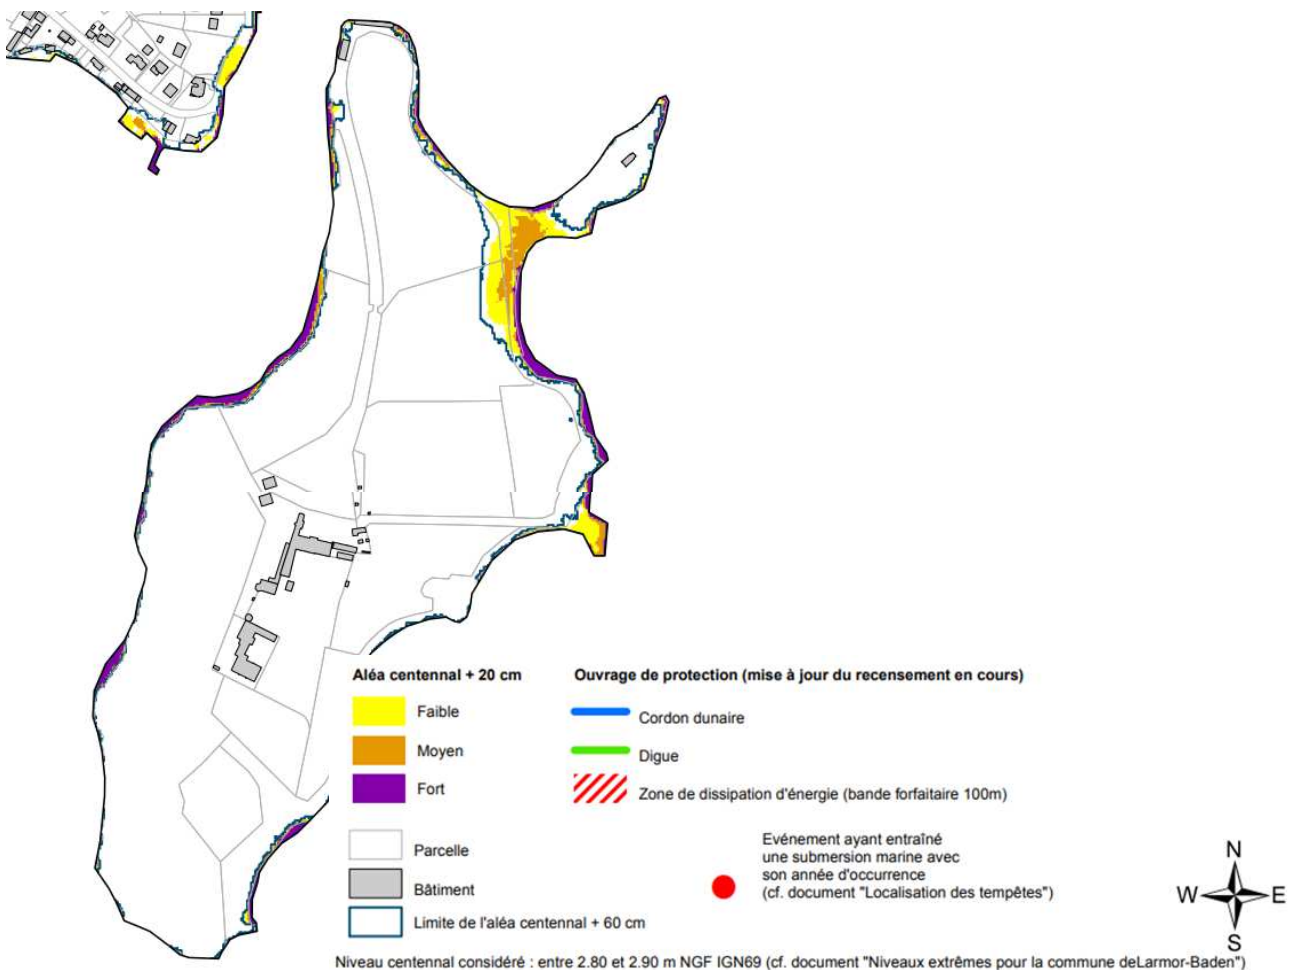 Aléa centennal + 20 cm
Faible
Moyen
Fort
Parcelle
Bâtiment
Limite de l'aléa centennal + 60 cm
Ouvrage de protection (mise à jour du recensement en cours)
Cordon dunaire
Digue
Zone de dissipation d'énergie (bande forfaitaire 100m)
Evénement ayant entraîné
une submersion marine avec
son année d'occurrence
(cf. document "Localisation des tempêtes")
N
W
E
S
Niveau centennal considéré : entre 2.80 et 2.90 m NGF IGN69 (cf. document "Niveaux extrêmes pour la commune deLarmor-Baden")